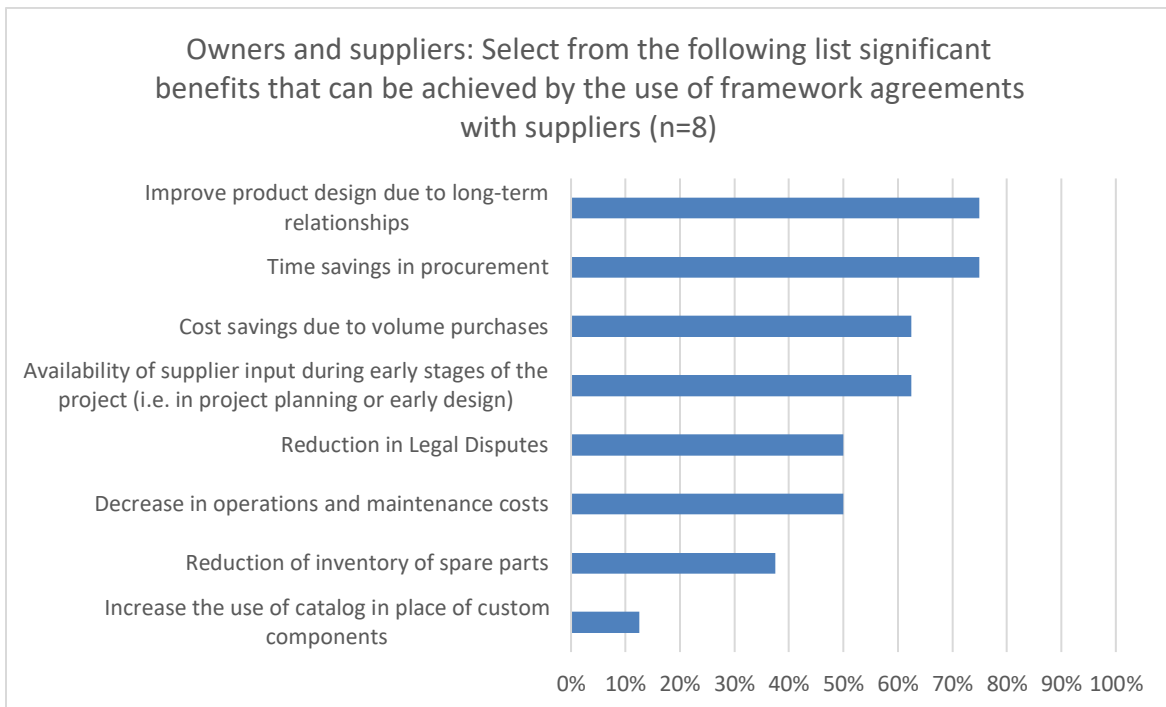 Owners and suppliers: Select from the following list significant
benefits that can be achieved by the use of framework agreements
with suppliers (n=8)
Improve product design due to long-term
relationships
Time savings in procurement
Cost savings due to volume purchases
Availability of supplier input during early stages of the
project (i.e. in project planning or early design)
Reduction in Legal Disputes
Decrease in operations and maintenance costs
Reduction of inventory of spare parts
Increase the use of catalog in place of custom
components
0% 10% 20% 30% 40% 50% 60% 70% 80% 90% 100%